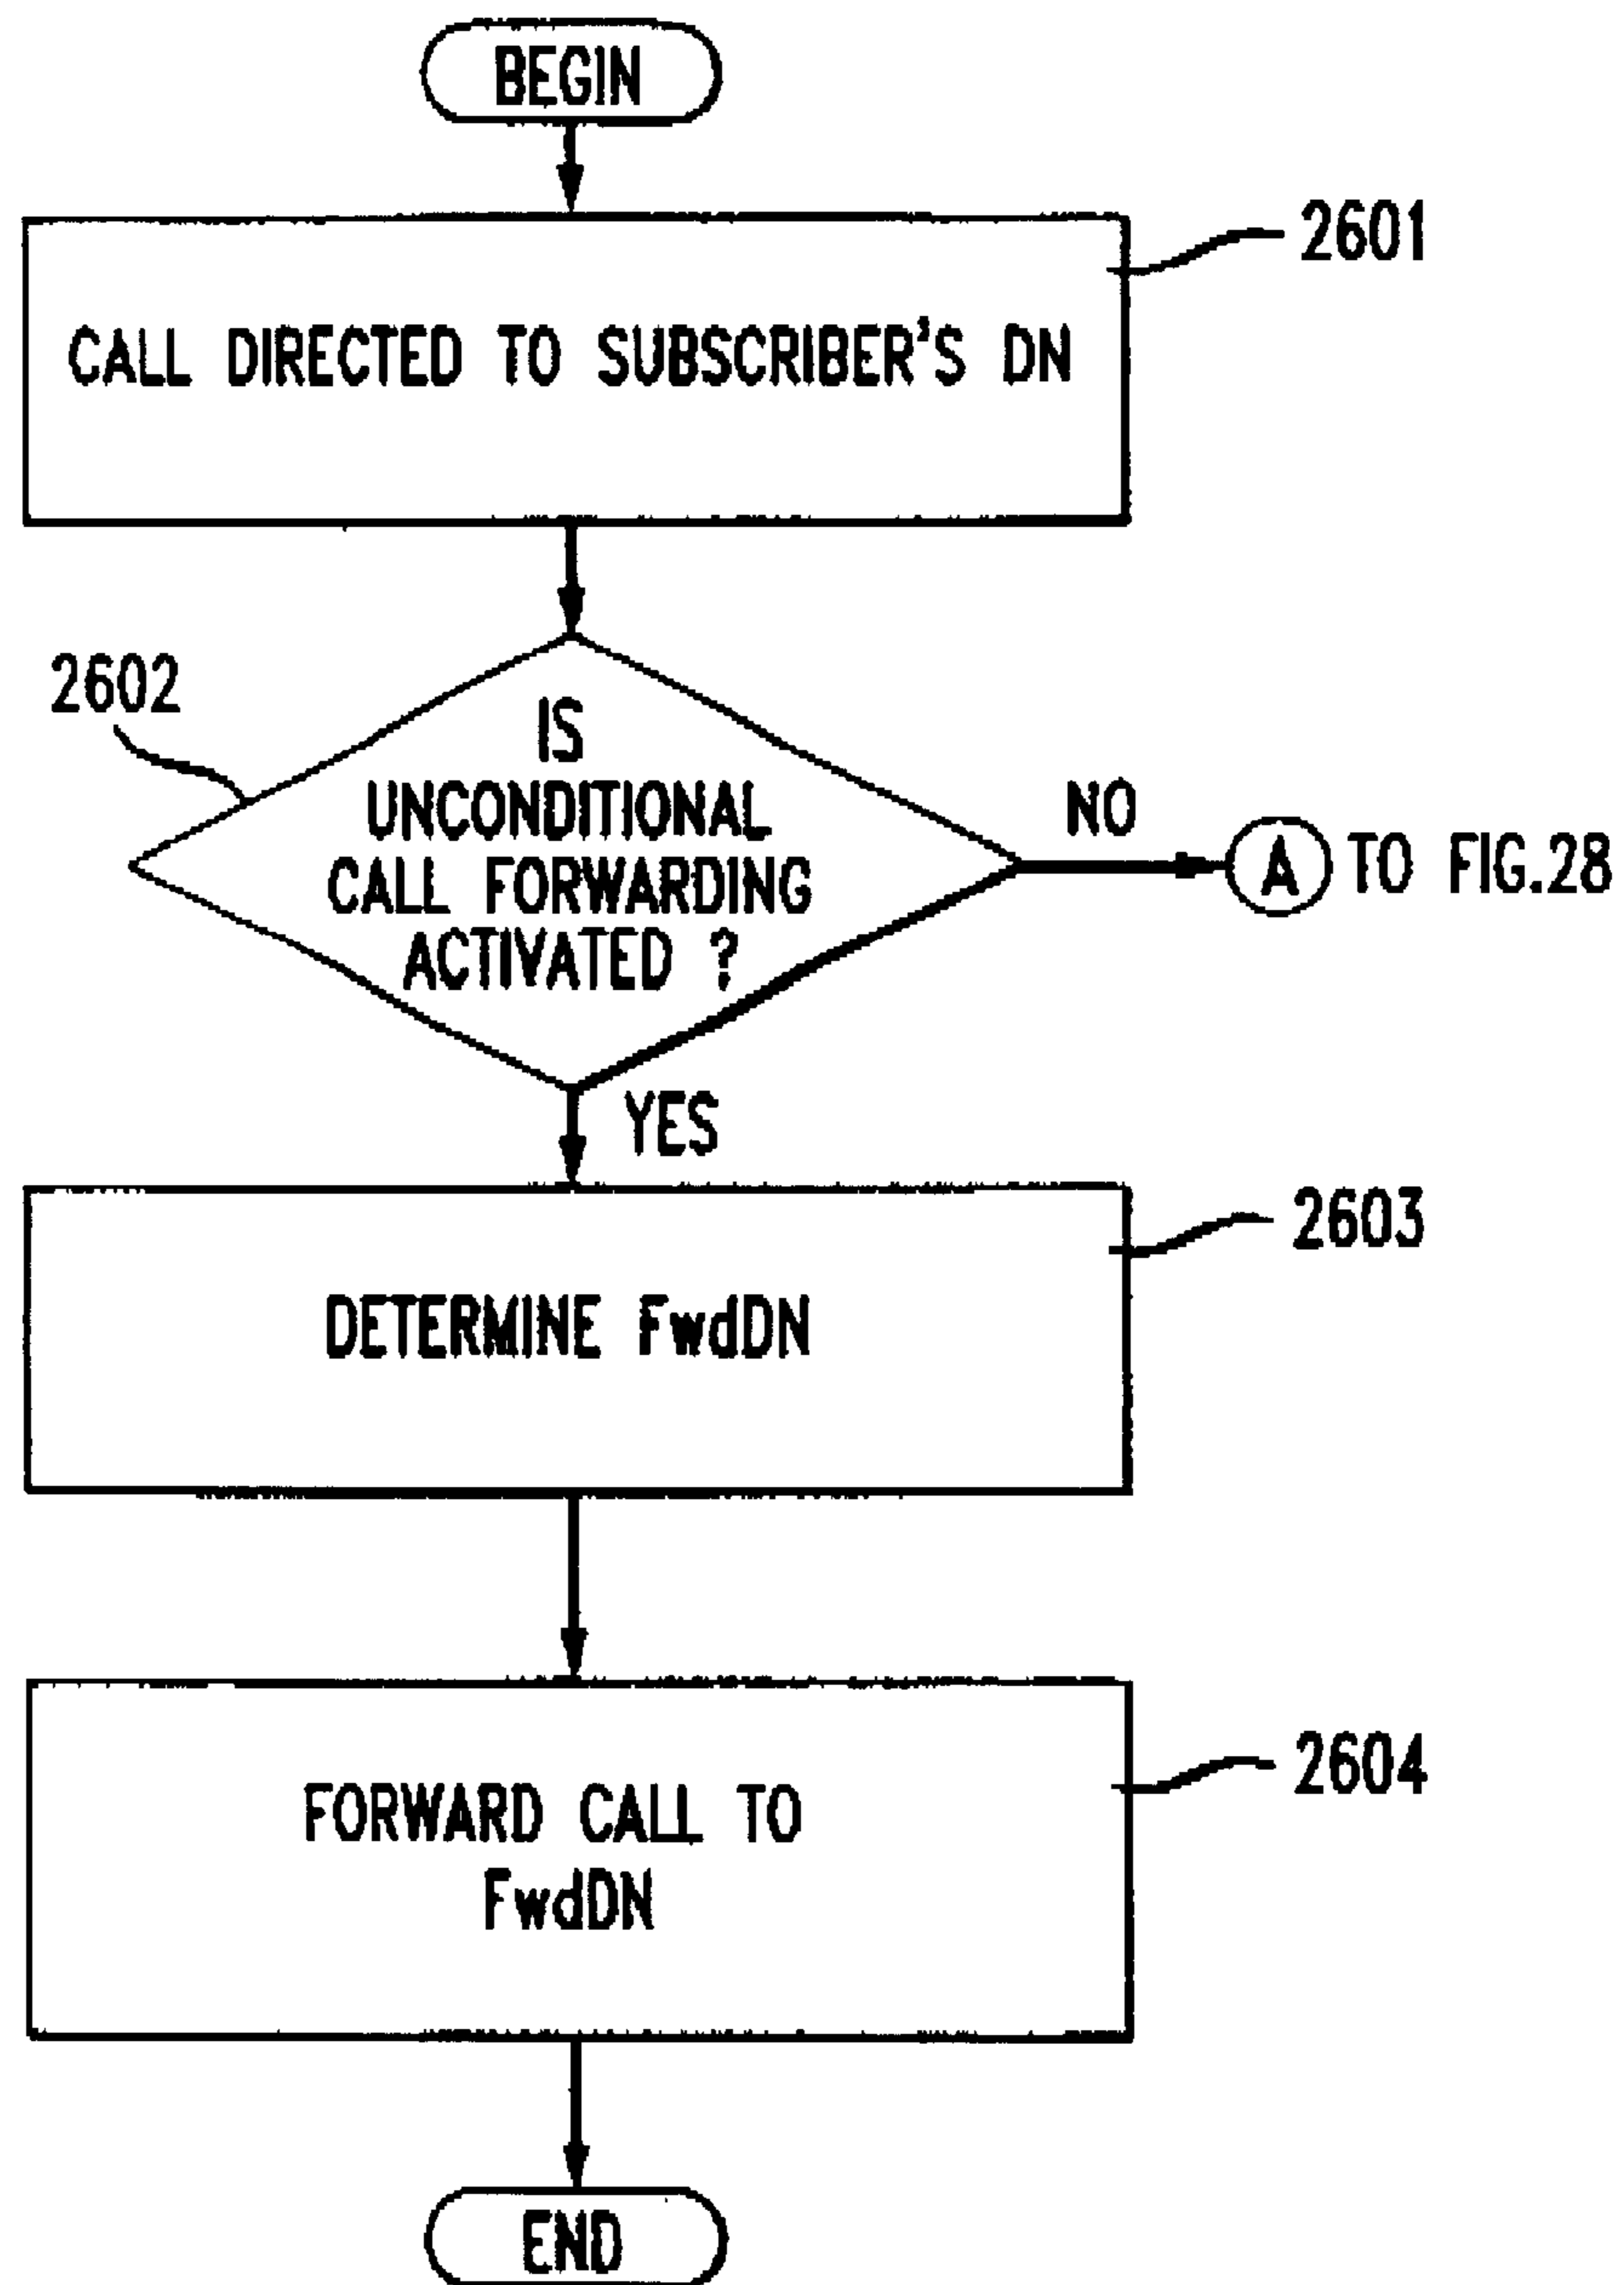 BEGIN
2601
CALL DIRECTED TO SUBSCRIBER'S DN
2602
IS
UNCONDITIONAL
CALL FORWARDING
ACTIVATED ?
NO
A TO FIG.28
YES
2603
DETERMINE FwdDN
2604
FORWARD CALL TO
FwdDN
END